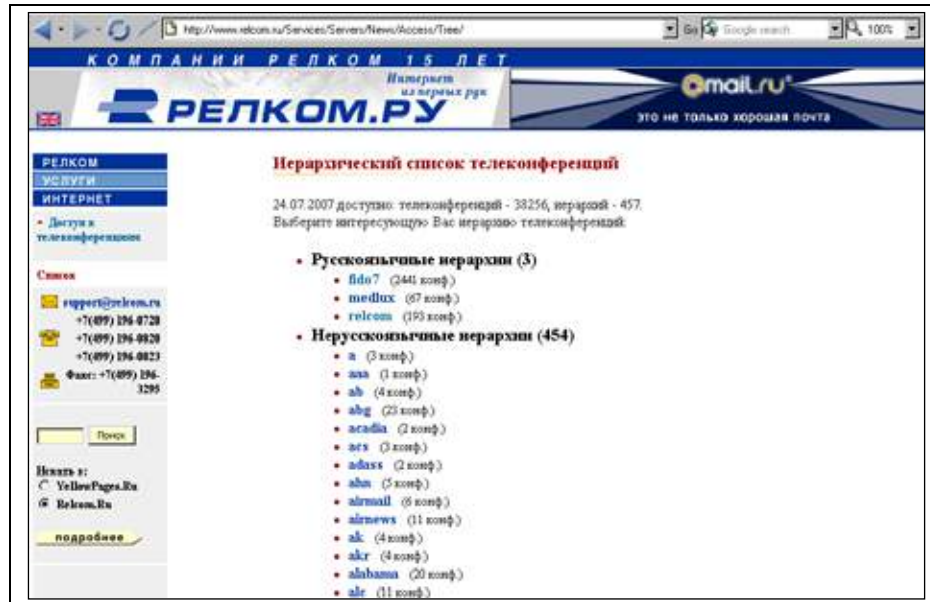 http://www.relcom.ru/Services/Servers/News/Access/Tree/
Go
Google search
100%
КОМПАНИИ РЕЛКОМ 15 ЛЕТ
Интернет
из первых рук
РЕЛКОМ.РУ
@mail.ru®
это не только хорошая почта
РЕЛКОМ
УСЛУГИ
ИНТЕРНЕТ
Доступ к
телеконференциям
Список
support@relcom.ru
+7(499) 196-0720
+7(499) 196-0820
+7(499) 196-0823
Факс: +7(499) 196-
3295
Поиск
Искать в:
YellowPages.Ru
Relcom.Ru
подробнее
Иерархический список телеконференций
24.07.2007 доступно: телеконференций - 38256, иерархий - 457.
Выберите интересующую Вас иерархию телеконференций:
Русскоязычные иерархии (3)
fido7 (2441 конф.)
medlux (67 конф.)
relcom (193 конф.)
Нерусскоязычные иерархии (454)
a (3 конф.)
aaa (1 конф.)
ab (4 конф.)
abg (23 конф.)
acadia (2 конф.)
acs (3 конф.)
adass (2 конф.)
ahn (5 конф.)
airmail (6 конф.)
airnews (11 конф.)
ak (4 конф.)
akr (4 конф.)
alabama (20 конф.)
alc (11 конф.)